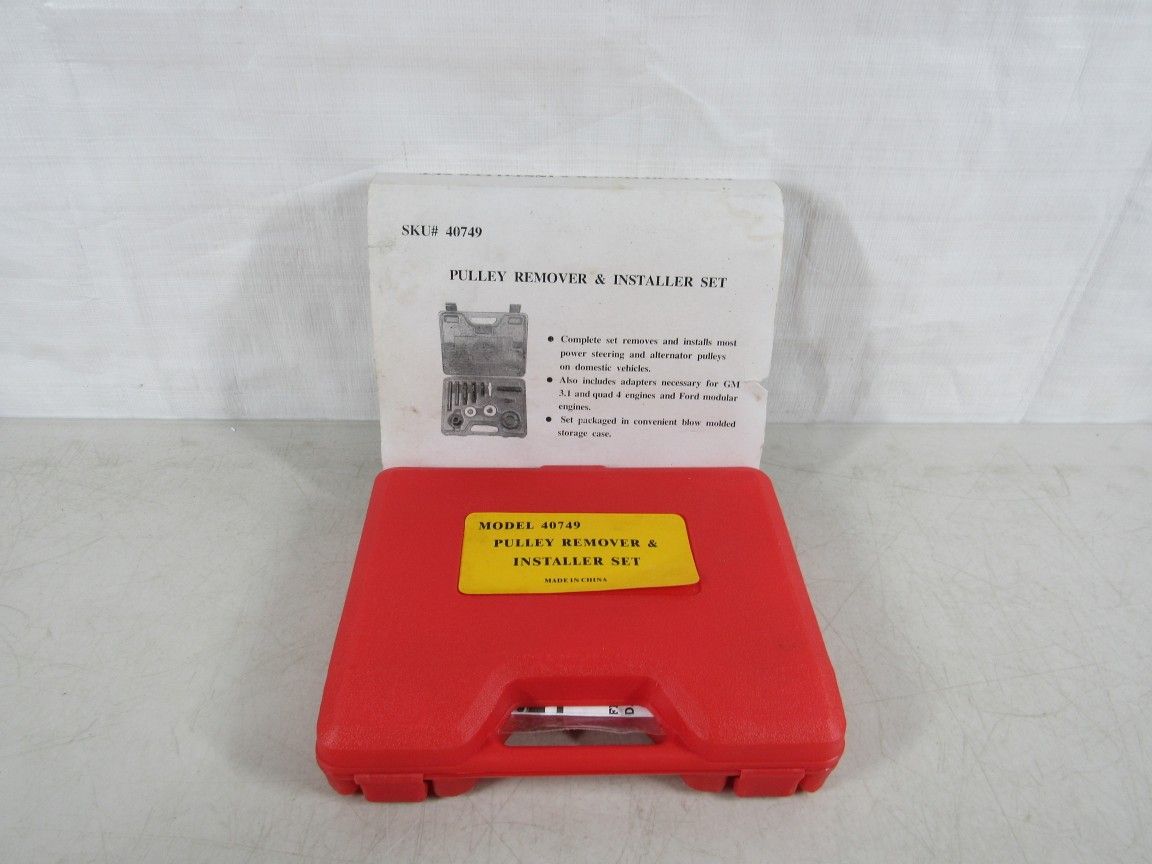 SKU# 40749
PULLEY REMOVER & INSTALLER SET
● Complete set removes and installs most
power steering and alternator pulleys
on domestic vehicles.
● Also includes adapters necessary for GM
3.1 and quad 4 engines and Ford modular
engines.
● Set packaged in convenient blow molded
storage case.
MODEL 40749
PULLEY REMOVER &
INSTALLER SET
MADE IN CHINA